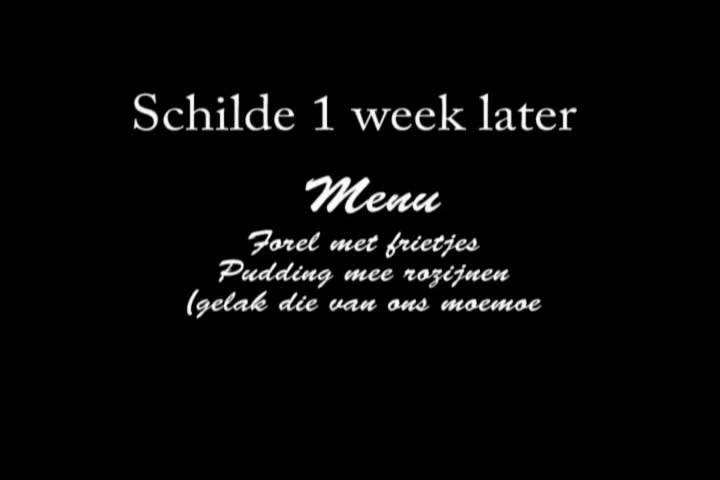 Schilde 1 week later
Menu
Forel met frietjes
Pudding mee rozijnen
(gelak die van ons moemoe